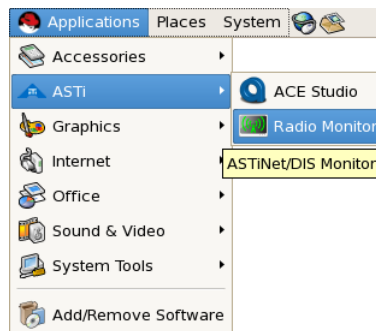 Applications Places System
Accessories
ASTi
ACE Studio
Graphics
Radio Monitor
Internet
ASTiNet/DIS Monitor
Office
Sound & Video
System Tools
Add/Remove Software